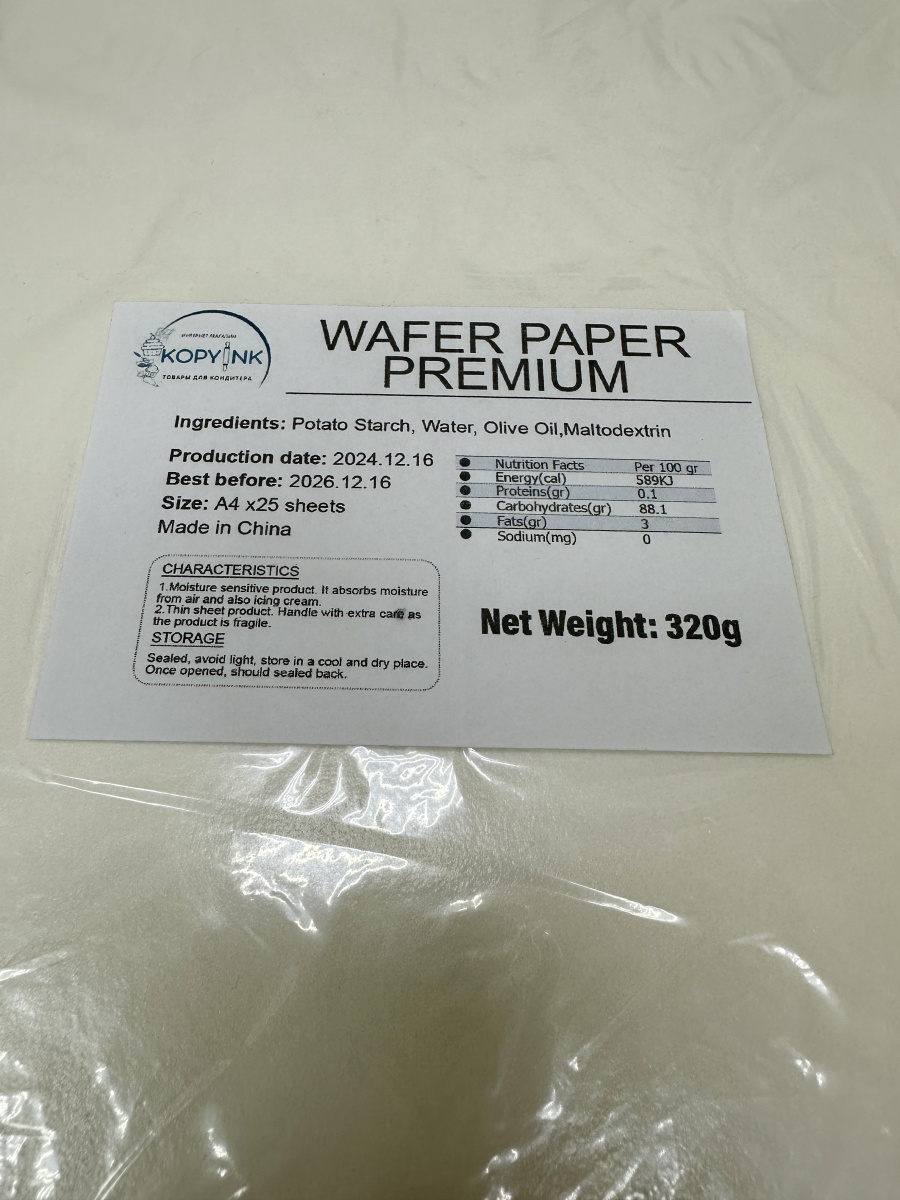 ИНТЕРНЕТ МАГАЗИН
KOPYINK
ТОВАРЫ ДЛЯ КОНДИТЕРА
WAFER PAPER
PREMIUM
Ingredients: Potato Starch, Water, Olive Oil,Maltodextrin
Production date: 2024.12.16
Best before: 2026.12.16
Size: A4 x25 sheets
Made in China
Nutrition Facts Per 100 gr
Energy(cal) 589KJ
Proteins(gr) 0.1
Carbohydrates(gr) 88.1
Fats(gr) 3
Sodium(mg) 0
CHARACTERISTICS
1.Moisture sensitive product. It absorbs moisture
from air and also icing cream.
2.Thin sheet product. Handle with extra care as
the product is fragile.
STORAGE
Sealed, avoid light, store in a cool and dry place.
Once opened, should sealed back.
Net Weight: 320g